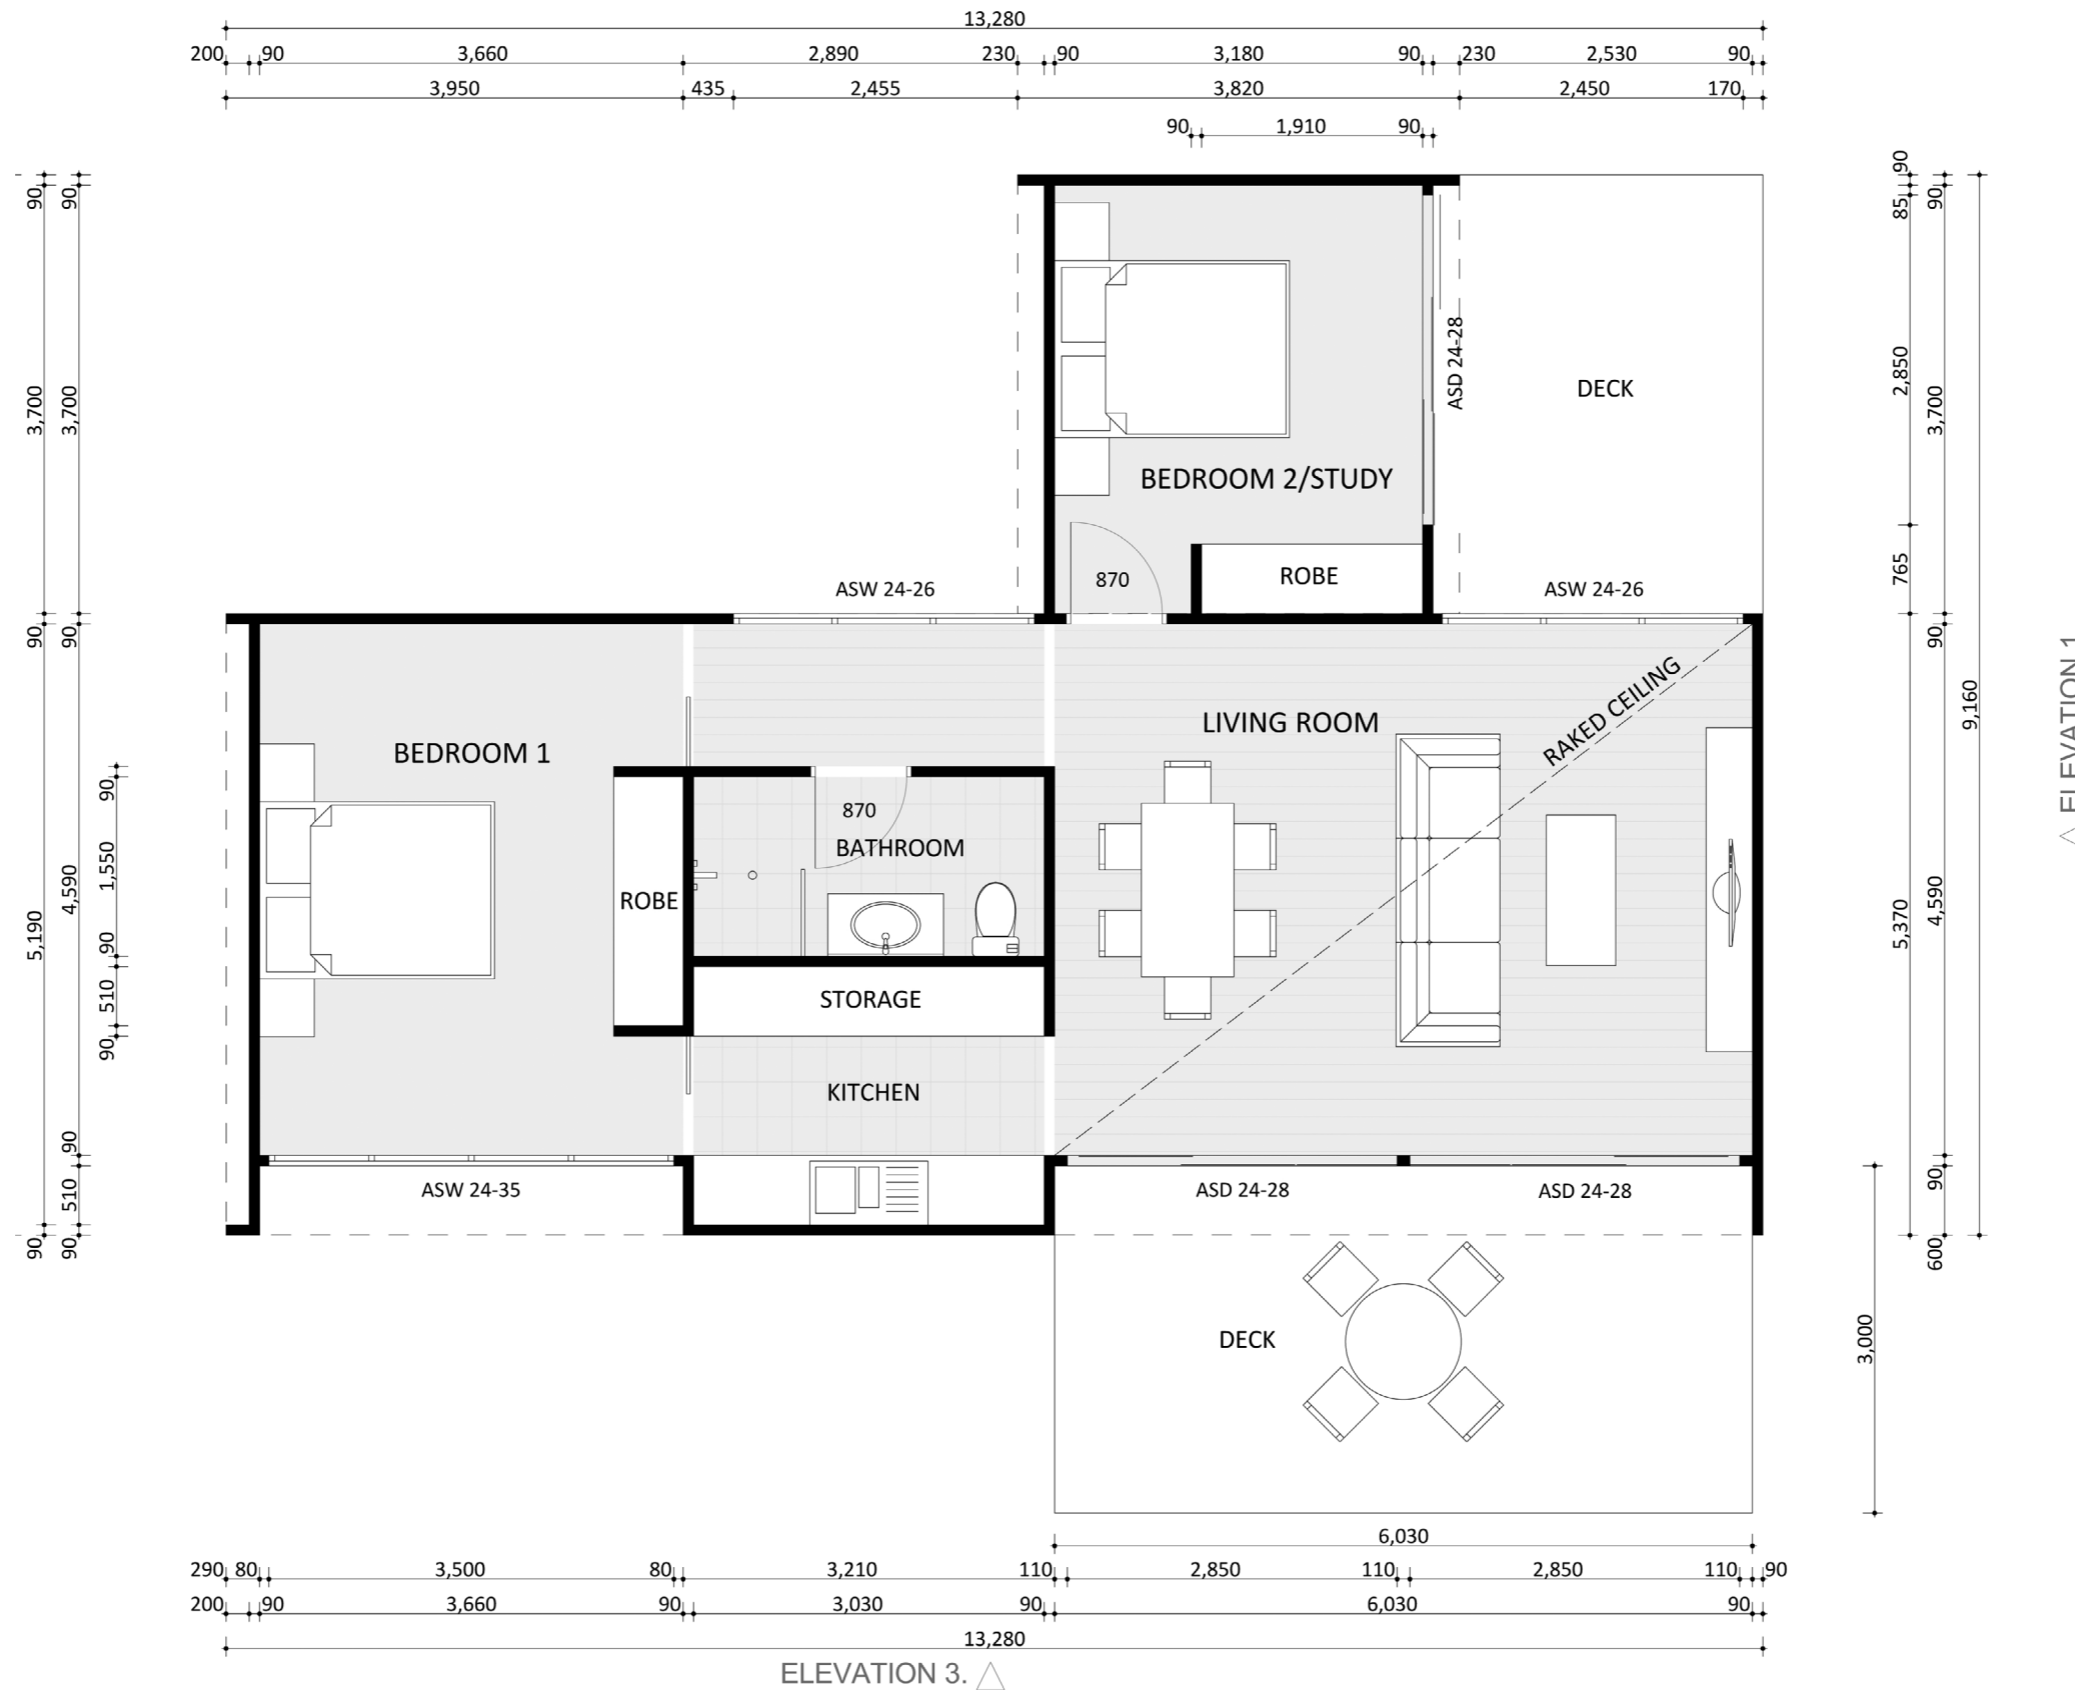 13,280
200 90 3,660 2,890 230 90 3,180 90 230 2,530 90
3,950 435 2,455 3,820 2,450 170
90 1,910 90
90 3,700 90 5,190 90
90 3,700 90 4,590 90 510 90
90 1,550 90 510 90
ASD 24-28
DECK
BEDROOM 2/STUDY
870
ROBE
ASW 24-26
ASW 24-26
LIVING ROOM
RAKED CEILING
BEDROOM 1
870
BATHROOM
ROBE
STORAGE
KITCHEN
ASW 24-35
ASD 24-28
ASD 24-28
DECK
90 85 2,850 765 5,370
90 3,700 90 4,590 90 600
9,160
3,000
△ ELEVATION 1
6,030
290 80 3,500 80 3,210 110 2,850 110 2,850 110 90
200 90 3,660 90 3,030 90 6,030 90
13,280
ELEVATION 3. △